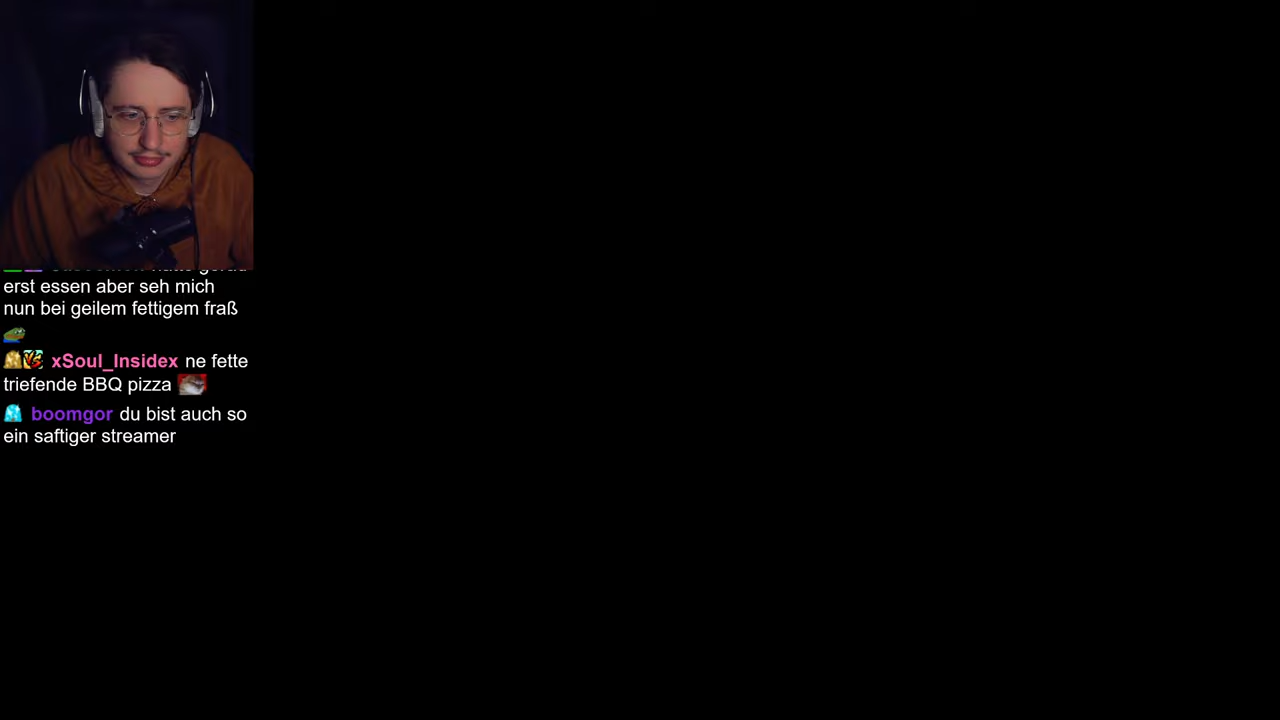 erst essen aber seh mich
nun bei geilem fettigem fraß
xSoul_Insidex ne fette
triefende BBQ pizza
boomgor du bist auch so
ein saftiger streamer